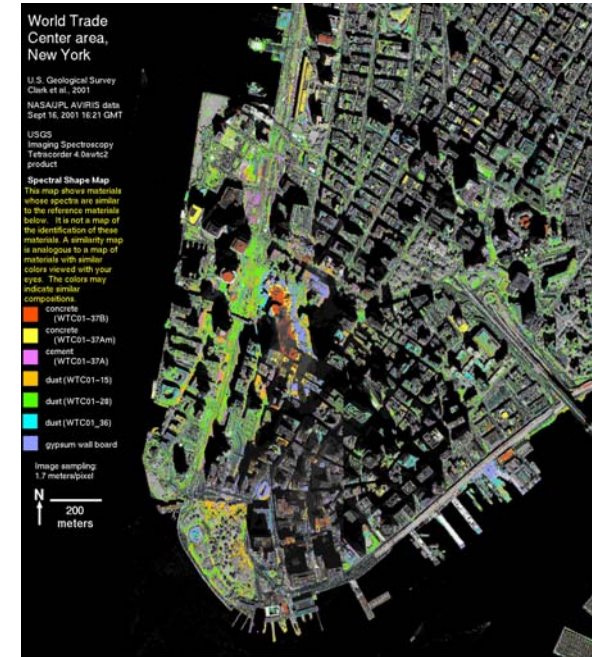 World Trade
Center area,
New York
U.S. Geological Survey
Clark et al., 2001
NASA/JPL AVIRIS data
Sept 16, 2001 16:21 GMT
USGS
Imaging Spectroscopy
Tetracorder 4.0awtc2
product
Spectral Shape Map
This map shows materials
whose spectra are similar
to the reference materials
below. It is not a map of
the identification of these
materials. A similarity map
is analogous to a map of
materials with similar
colors viewed with your
eyes. The colors may
indicate similar
compositions.
concrete
(WTC01-37B)
concrete
(WTC01-37Am)
cement
(WTC01-37A)
dust (WTC01-15)
dust (WTC01-28)
dust (WTC01_36)
gypsum wall board
Image sampling:
1.7 meters/pixel
N
200
meters